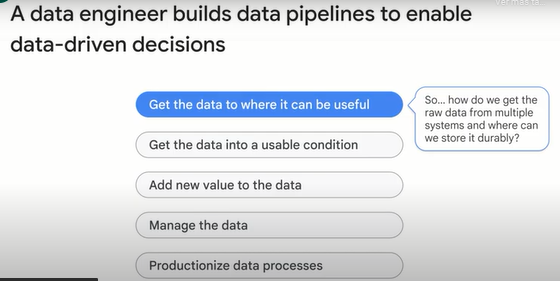 A data engineer builds data pipelines to enable
data-driven decisions
Get the data to where it can be useful
So... how do we get the
raw data from multiple
systems and where can
we store it durably?
Get the data into a usable condition
Add new value to the data
Manage the data
Productionize data processes